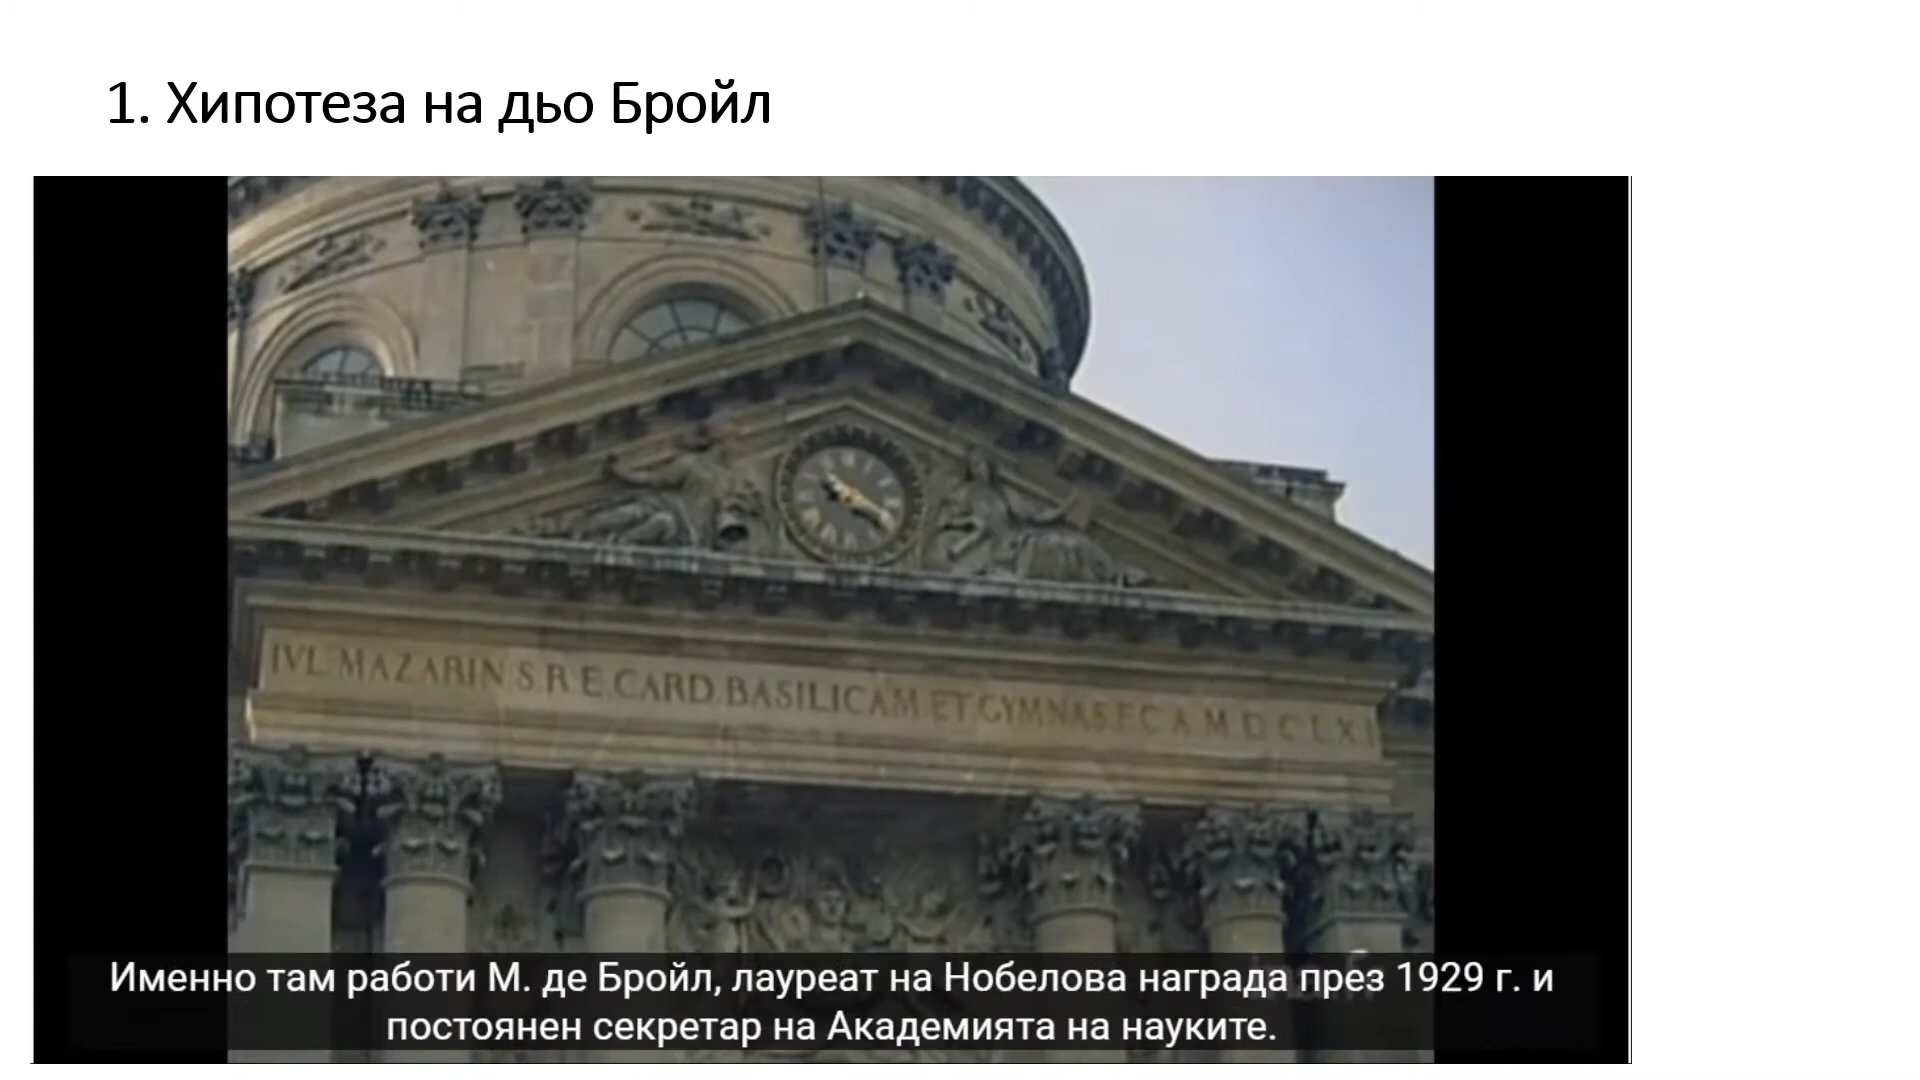 1. Хипотеза на дьо Бройл
IVL. MAZARIN S.R.E.CARD.BASILICAM ET.GYMNAS.F.C.A.M.D.C.LXI
Именно там работи М. де Бройл, лауреат на Нобелова награда през 1929 г. и
постоянен секретар на Академията на науките.